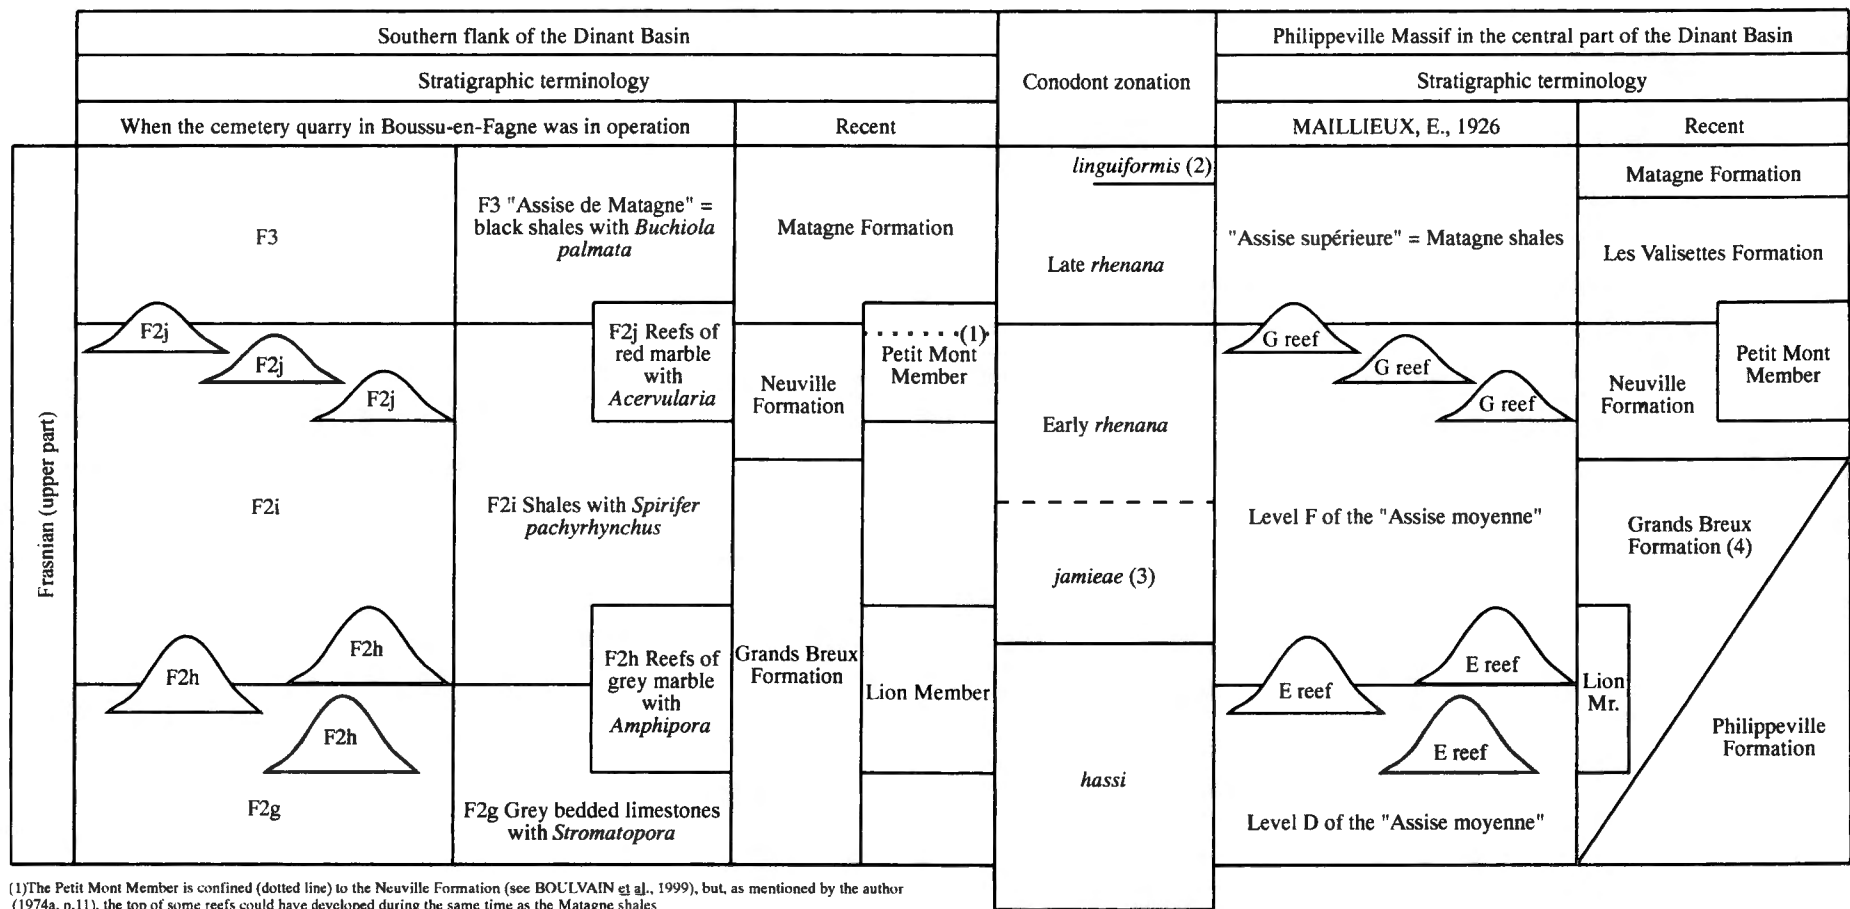 Southern flank of the Dinant Basin
Stratigraphic terminology
When the cemetery quarry in Boussu-en-Fagne was in operation
Recent
Conodont zonation
Philippeville Massif in the central part of the Dinant Basin
Stratigraphic terminology
MAILLIEUX, E., 1926
Recent
Frasnian (upper part)
F3
F2j
F2j
F2j
F2i
F2h
F2h
F2h
F2g
F3 "Assise de Matagne" =
black shales with Buchiola
palmata
F2j Reefs of
red marble
with
Acervularia
F2i Shales with Spirifer
pachyrhynchus
F2h Reefs of
grey marble
with
Amphipora
F2g Grey bedded limestones
with Stromatopora
Matagne Formation
(1)
Petit Mont
Member
Neuville
Formation
Grands Breux
Formation
Lion Member
linguiformis (2)
Late rhenana
Early rhenana
jamieae (3)
hassi
"Assise supérieure" = Matagne shales
G reef
G reef
G reef
Level F of the "Assise moyenne"
E reef
E reef
E reef
Level D of the "Assise moyenne"
Matagne Formation
Les Valisettes Formation
Petit Mont
Member
Neuville
Formation
Grands Breux
Formation (4)
Lion
Mr.
Philippeville
Formation
(1)The Petit Mont Member is confined (dotted line) to the Neuville Formation (see BOULVAIN et al., 1999), but, as mentioned by the author
(1974a, p.11), the top of some reefs could have developed during the same time as the Matagne shales